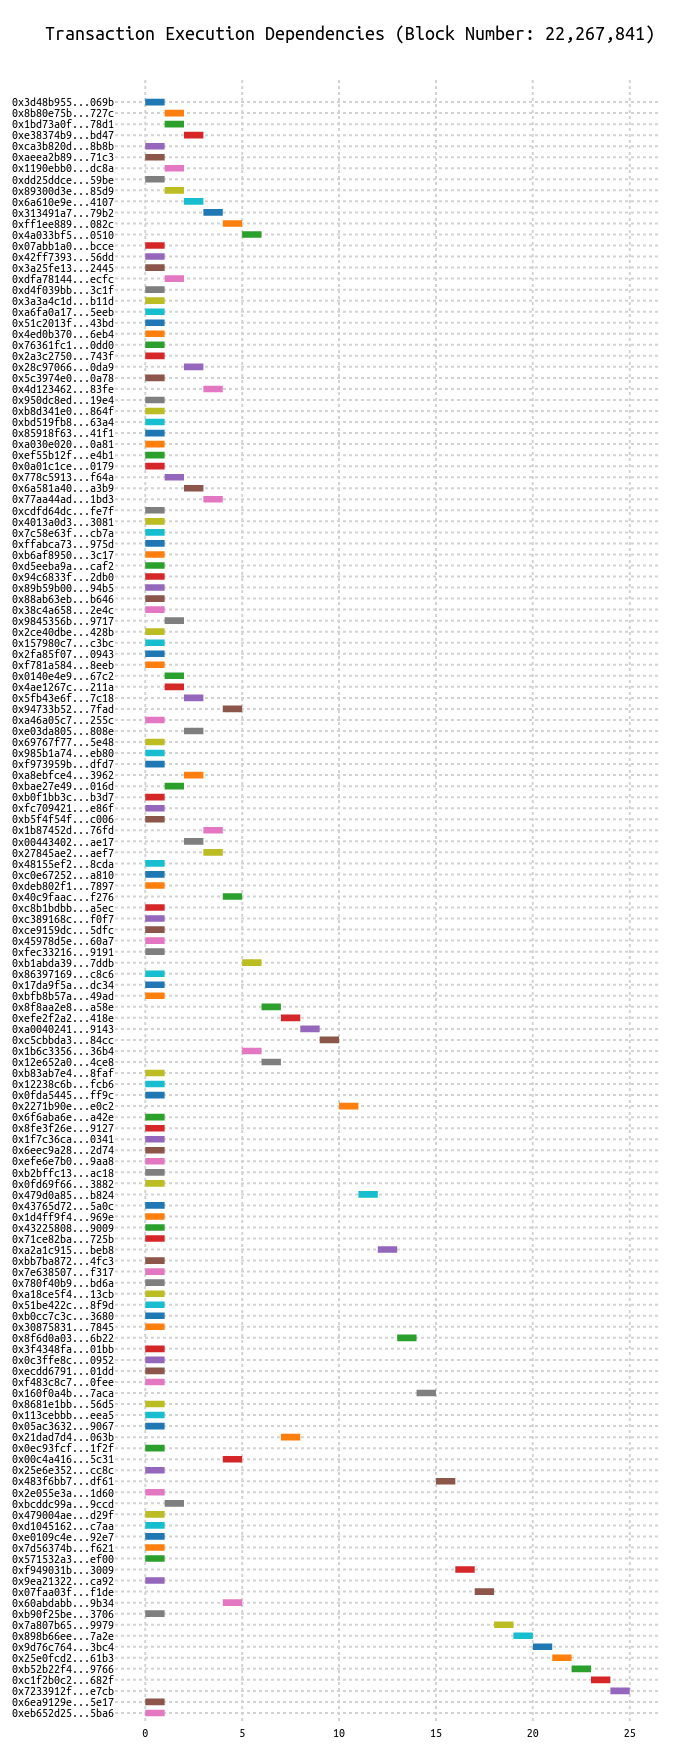 Transaction Execution Dependencies (Block Number: 22,267,841)
0x3d48b955...069b
0x8b80e75b...727c
0x1bd73a0f...78d1
0xe38374b9...bd47
0xca3b820d...8b8b
0xaeea2b89...71c3
0x1190ebb0...dc8a
0xdd25ddce...59be
0x89300d3e...85d9
0x6a610e9e...4107
0x313491a7...79b2
0xff1ee889...082c
0x4a033bf5...0510
0x07abb1a0...bcce
0x42ff7393...56dd
0x3a25fe13...2445
0xdfa78144...ecfc
0xd4f039bb...3c1f
0x3a3a4c1d...b11d
0xa6fa0a17...5eeb
0x51c2013f...43bd
0x4ed0b370...6eb4
0x76361fc1...0dd0
0x2a3c2750...743f
0x28c97066...0da9
0x5c3974e0...0a78
0x4d123462...83fe
0x950dc8ed...19e4
0xb8d341e0...864f
0xbd519fb8...63a4
0x85918f63...41f1
0xa030e020...0a81
0xef55b12f...e4b1
0x0a01c1ce...0179
0x778c5913...f64a
0x6a581a40...a3b9
0x77aa44ad...1bd3
0xcdfd64dc...fe7f
0x4013a0d3...3081
0x7c58e63f...cb7a
0xffabca73...975d
0xb6af8950...3c17
0xd5eeba9a...caf2
0x94c6833f...2db0
0x89b59b00...94b5
0x88ab63eb...b646
0x38c4a658...2e4c
0x9845356b...9717
0x2ce40dbe...428b
0x157980c7...c3bc
0x2fa85f07...0943
0xf781a584...8eeb
0x0140e4e9...67c2
0x4ae1267c...211a
0x5fb43e6f...7c18
0x94733b52...7fad
0xa46a05c7...255c
0xe03da805...808e
0x69767f77...5e48
0x985b1a74...eb80
0xf973959b...dfd7
0xa8ebfce4...3962
0xbae27e49...016d
0xb0f1bb3c...b3d7
0xfc709421...e86f
0xb5f4f54f...c006
0x1b87452d...76fd
0x00443402...ae17
0x27845ae2...aef7
0x48155ef2...8cda
0xc0e67252...a810
0xdeb802f1...7897
0x40c9faac...f276
0xc8b1bdbb...a5ec
0xc389168c...f0f7
0xce9159dc...5dfc
0x45978d5e...60a7
0xfec33216...9191
0xb1abda39...7ddb
0x86397169...c8c6
0x17da9f5a...dc34
0xbfb8b57a...49ad
0x8f8aa2e8...a58e
0xefe2f2a2...418e
0xa0040241...9143
0xc5cbbda3...84cc
0x1b6c3356...36b4
0x12e652a0...4ce8
0xb83ab7e4...8faf
0x12238c6b...fcb6
0x0fda5445...ff9c
0x2271b90e...e0c2
0x6f6aba6e...a42e
0x8fe3f26e...9127
0x1f7c36ca...0341
0x6eec9a28...2d74
0xefe6e7b0...9aa8
0xb2bffc13...ac18
0x0fd69f66...3882
0x479d0a85...b824
0x43765d72...5a0c
0x1d4ff9f4...969e
0x43225808...9009
0x71ce82ba...725b
0xa2a1c915...beb8
0xbb7ba872...4fc3
0x7e638507...f317
0x780f40b9...bd6a
0xa18ce5f4...13cb
0x51be422c...8f9d
0xb0cc7c3c...3680
0x30875831...7845
0x8f6d0a03...6b22
0x3f4348fa...01bb
0x0c3ffe8c...0952
0xecdd6791...01dd
0xf483c8c7...0fee
0x160f0a4b...7aca
0x8681e1bb...56d5
0x113cebbb...eea5
0x05ac3632...9067
0x21dad7d4...063b
0x0ec93fcf...1f2f
0x00c4a416...5c31
0x25e6e352...cc8c
0x483f6bb7...df61
0x2e055e3a...1d60
0xbcddc99a...9ccd
0x479004ae...d29f
0xd1045162...c7aa
0xe0109c4e...92e7
0x7d56374b...f621
0x571532a3...ef00
0xf949031b...3009
0x9ea21322...ca92
0x07faa03f...f1de
0x60abdabb...9b34
0xb90f25be...3706
0x7a807b65...9979
0x898b66ee...7a2e
0x9d76c764...3bc4
0x25e0fcd2...61b3
0xb52b22f4...9766
0xc1f2b0c2...682f
0x7233912f...e7cb
0x6ea9129e...5e17
0xeb652d25...5ba6
0 5 10 15 20 25